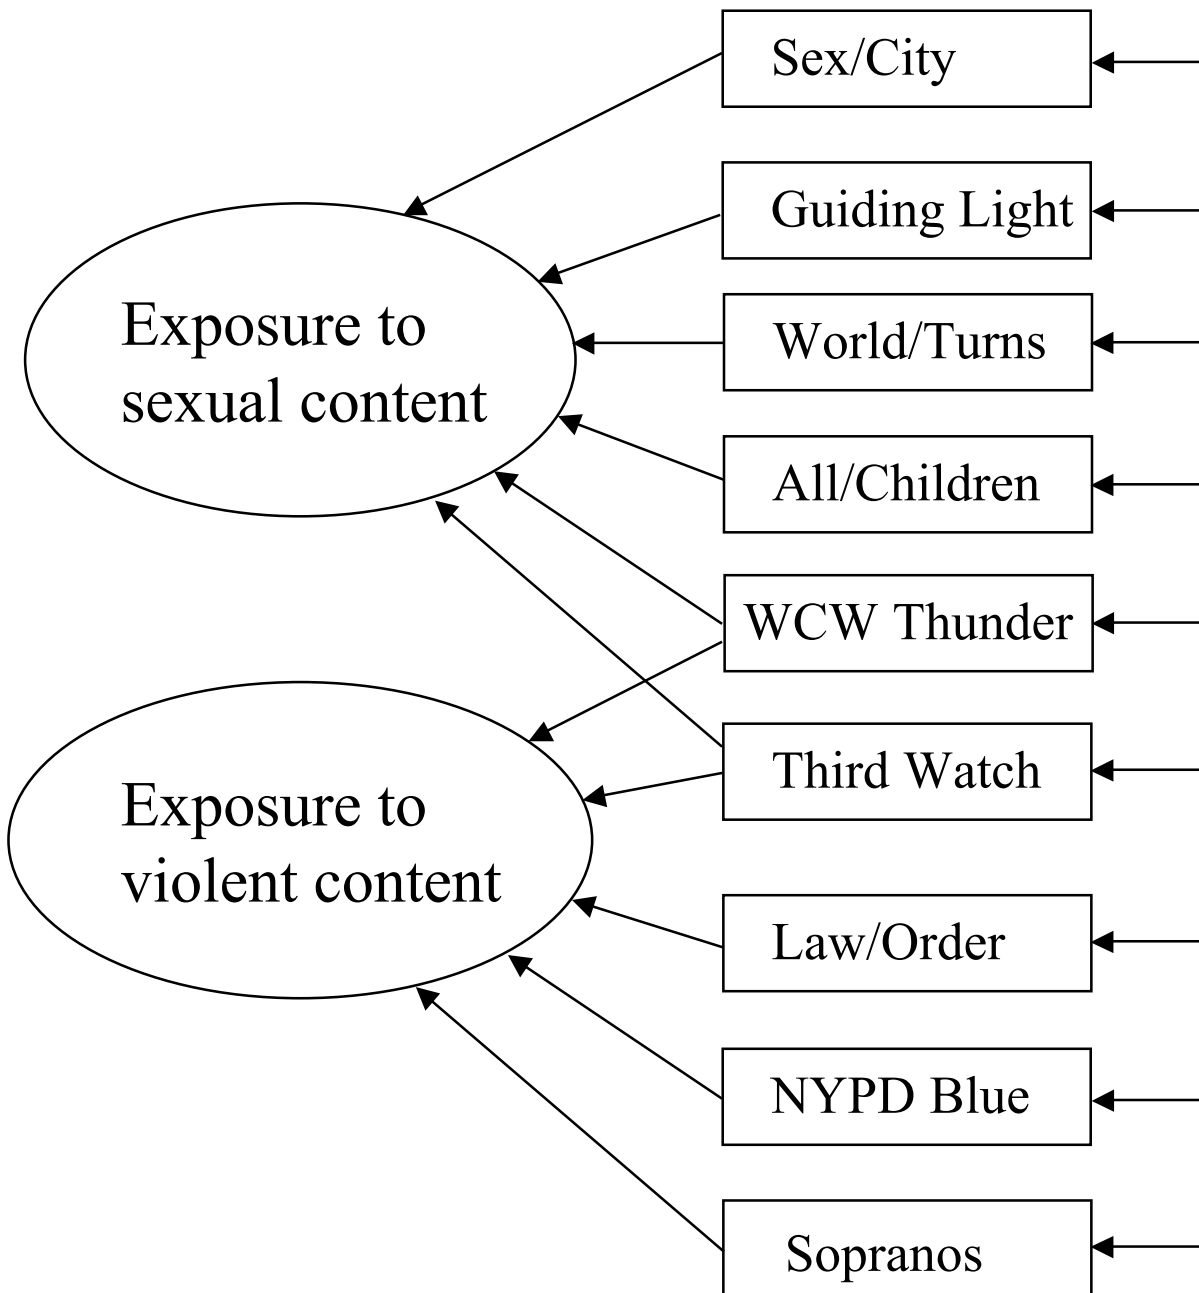 Sex/City
Guiding Light
Exposure to
sexual content
World/Turns
All/Children
WCW Thunder
Third Watch
Exposure to
violent content
Law/Order
NYPD Blue
Sopranos